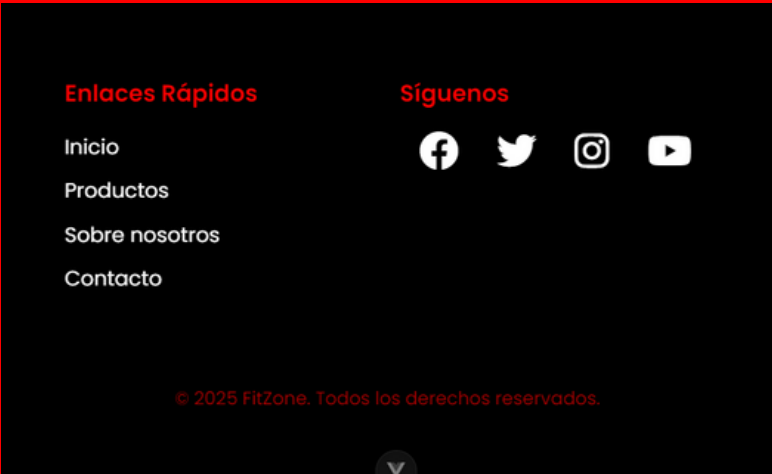 Enlaces Rápidos
Inicio
Productos
Sobre nosotros
Contacto
Síguenos
© 2025 FitZone. Todos los derechos reservados.